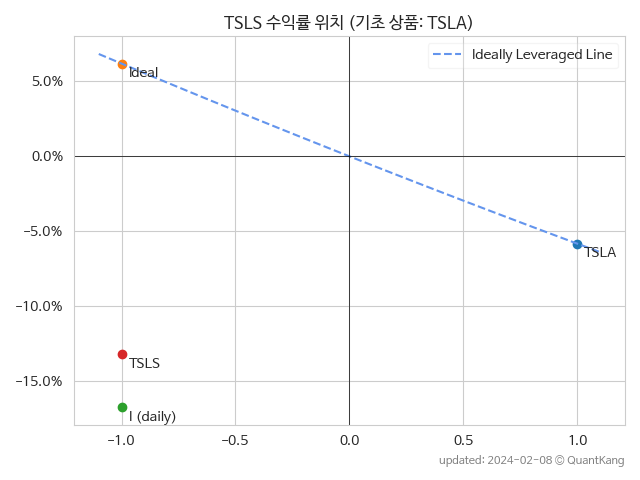 TSLS 수익률 위치 (기초 상품: TSLA)
Ideally Leveraged Line
Ideal
5.0%
0.0%
−5.0%
TSLA
−10.0%
TSLS
−15.0%
I (daily)
−1.0
−0.5
0.0
0.5
1.0
updated: 2024-02-08 © QuantKang